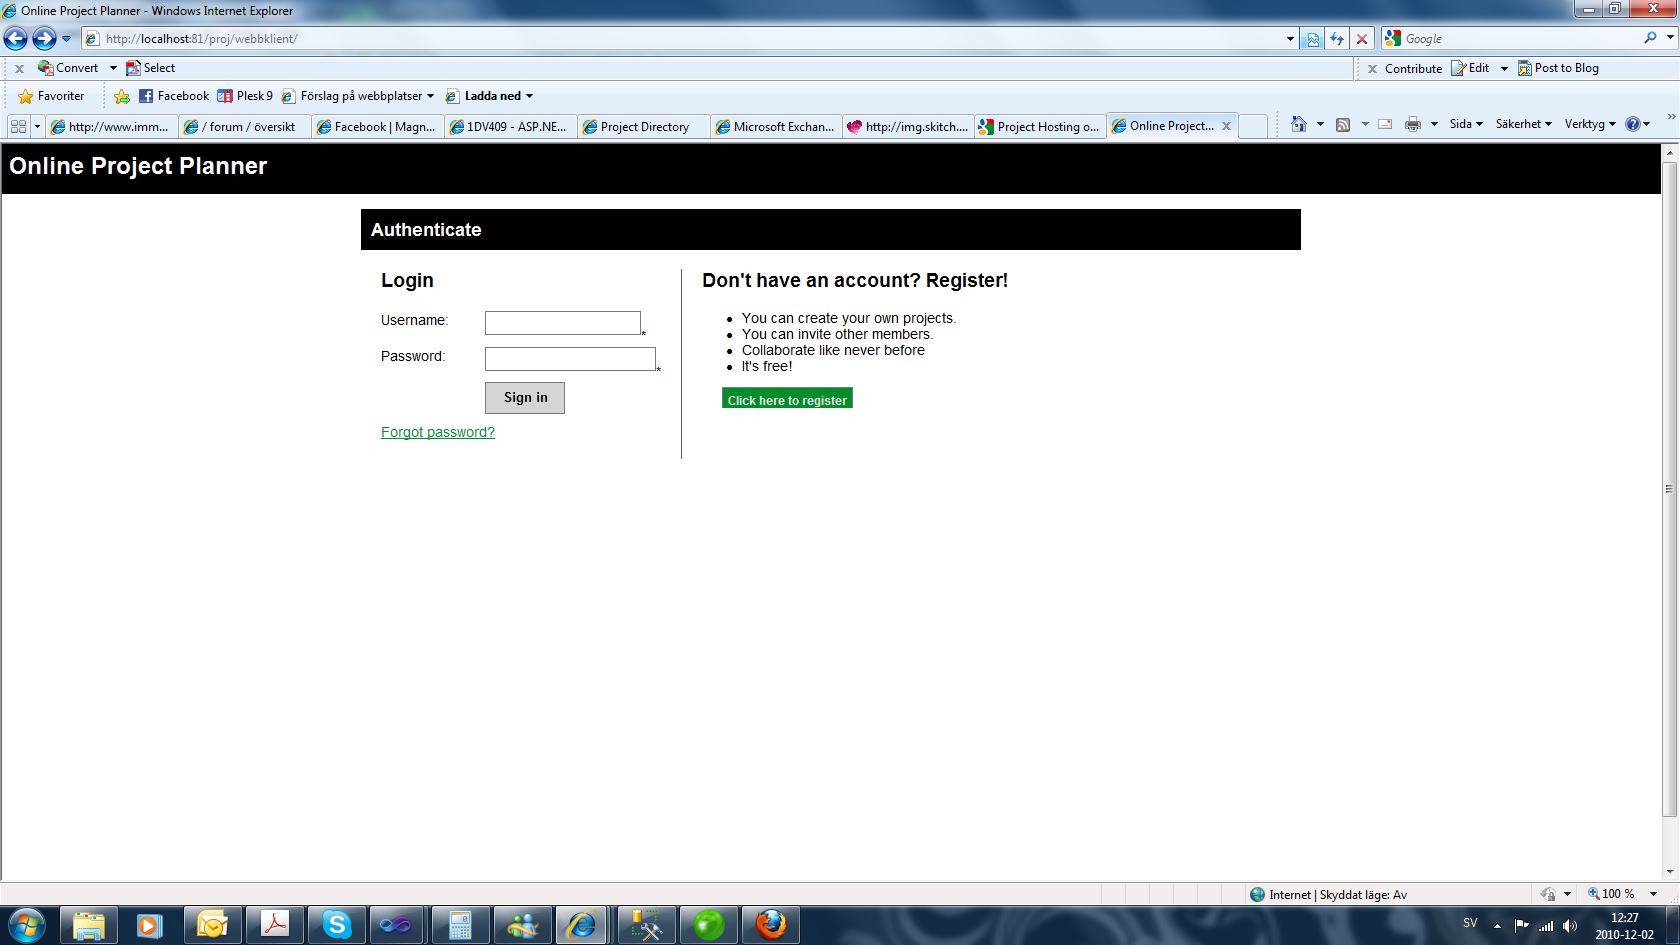 Online Project Planner - Windows Internet Explorer
http://localhost:81/proj/webbklient/
Google
Convert Select
Contribute Edit Post to Blog
Favoriter Facebook Plesk 9 Förslag på webbplatser Ladda ned
http://www.imm... / forum / översikt Facebook | Magn... 1DV409 - ASP.NE... Project Directory Microsoft Exchan... http://img.skitch.... Project Hosting o... Online Project... Sida Säkerhet Verktyg
Online Project Planner
Authenticate
Login
Username: *
Password: *
Sign in
Forgot password?
Don't have an account? Register!
You can create your own projects.
You can invite other members.
Collaborate like never before
It's free!
Click here to register
Internet | Skyddat läge: Av
100 %
SV
12:27
2010-12-02